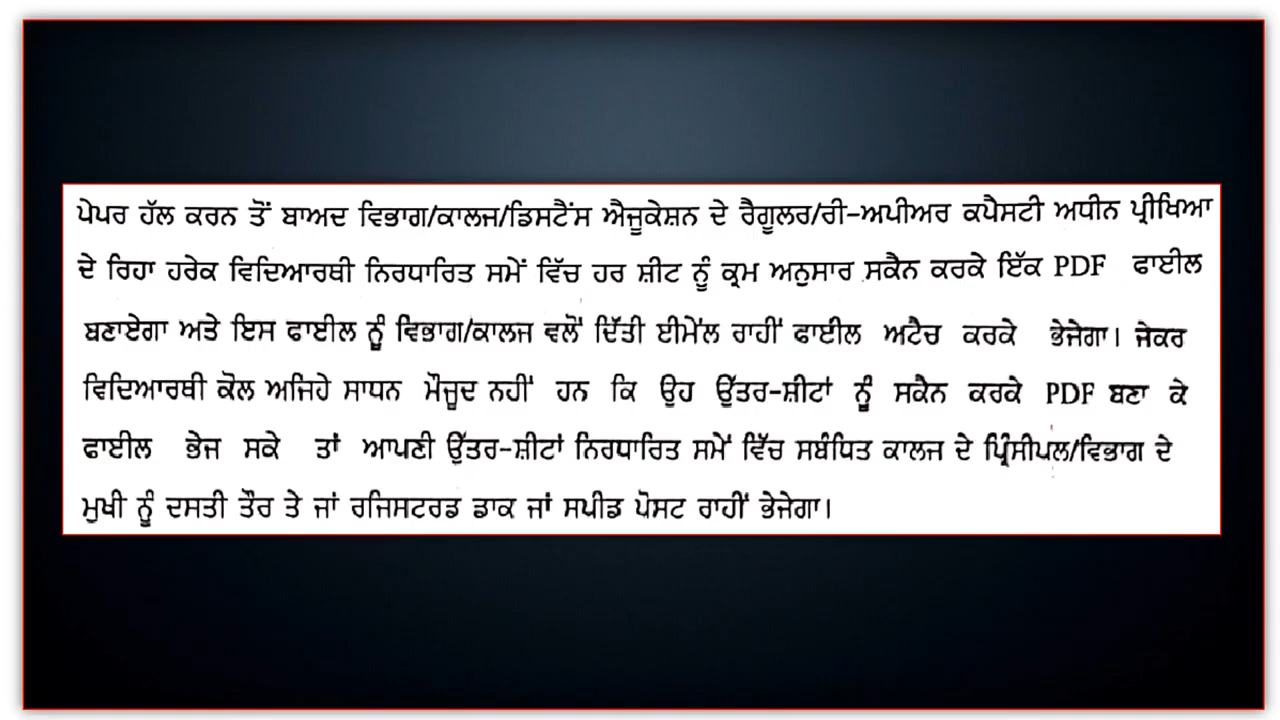 ਪੇਪਰ ਹੱਲ ਕਰਨ ਤੋਂ ਬਾਅਦ ਵਿਭਾਗ/ਕਾਲਜ/ਡਿਸਟੈਂਸ ਐਜੂਕੇਸ਼ਨ ਦੇ ਰੈਗੂਲਰ/ਰੀ-ਅਪੀਅਰ ਕਪੈਸਟੀ ਅਧੀਨ ਪ੍ਰੀਖਿਆ
ਦੇ ਰਿਹਾ ਹਰੇਕ ਵਿਦਿਆਰਥੀ ਨਿਰਧਾਰਿਤ ਸਮੇਂ ਵਿੱਚ ਹਰ ਸ਼ੀਟ ਨੂੰ ਕ੍ਰਮ ਅਨੁਸਾਰ ਸਕੈਨ ਕਰਕੇ ਇੱਕ PDF ਫਾਈਲ
ਬਣਾਏਗਾ ਅਤੇ ਇਸ ਫਾਈਲ ਨੂੰ ਵਿਭਾਗ/ਕਾਲਜ ਵਲੋਂ ਦਿੱਤੀ ਈਮੇਂਲ ਰਾਹੀਂ ਫਾਈਲ ਅਟੈਚ ਕਰਕੇ ਭੇਜੇਗਾ। ਜੇਕਰ
ਵਿਦਿਆਰਥੀ ਕੋਲ ਅਜਿਹੇ ਸਾਧਨ ਮੌਜੂਦ ਨਹੀਂ ਹਨ ਕਿ ਉਹ ਉੱਤਰ-ਸ਼ੀਟਾਂ ਨੂੰ ਸਕੈਨ ਕਰਕੇ PDF ਬਣਾ ਕੇ
ਫਾਈਲ ਭੇਜ ਸਕੇ ਤਾਂ ਆਪਣੀ ਉੱਤਰ-ਸ਼ੀਟਾਂ ਨਿਰਧਾਰਿਤ ਸਮੇਂ ਵਿੱਚ ਸਬੰਧਿਤ ਕਾਲਜ ਦੇ ਪ੍ਰਿੰਸੀਪਲ/ਵਿਭਾਗ ਦੇ
ਮੁਖੀ ਨੂੰ ਦਸਤੀ ਤੌਰ ਤੇ ਜਾਂ ਰਜਿਸਟਰਡ ਡਾਕ ਜਾਂ ਸਪੀਡ ਪੋਸਟ ਰਾਹੀਂ ਭੇਜੇਗਾ।